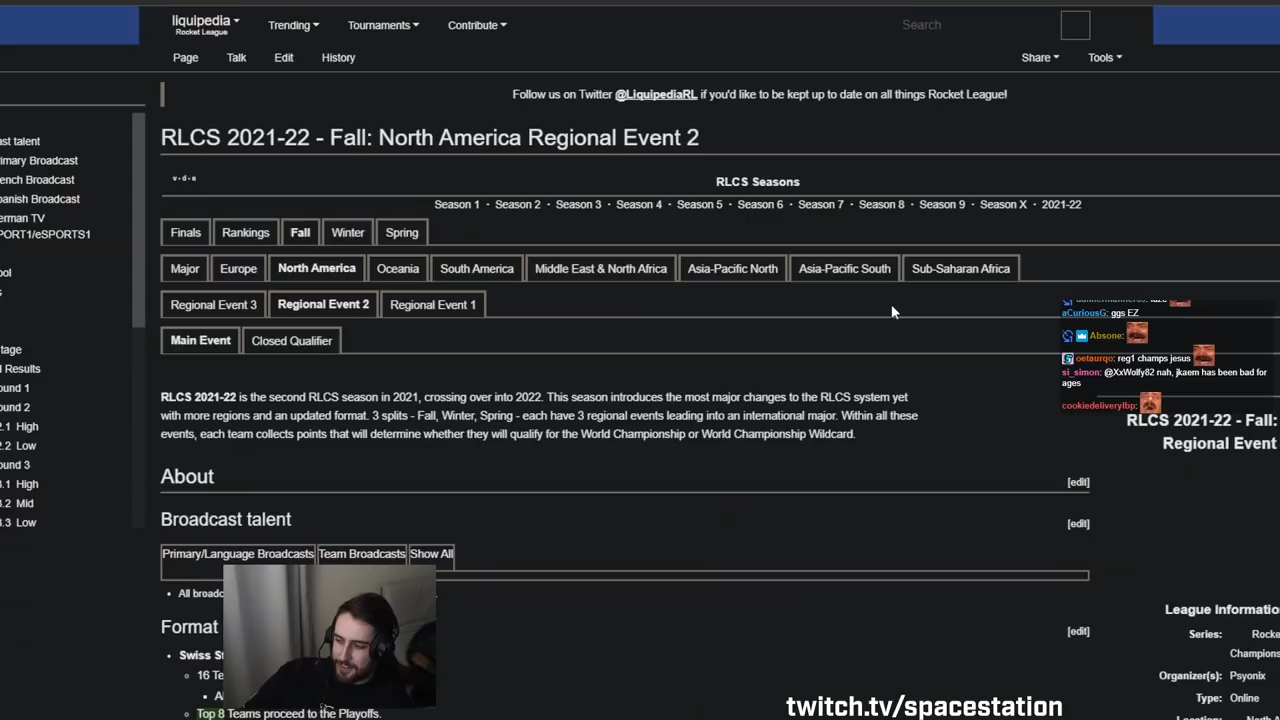 liquipedia
Rocket League
Trending
Tournaments
Contribute
Search
Page
Talk
Edit
History
Share
Tools
Follow us on Twitter @LiquipediaRL if you'd like to be kept up to date on all things Rocket League!
RLCS 2021-22 - Fall: North America Regional Event 2
v·d·e
RLCS Seasons
Season 1 · Season 2 · Season 3 · Season 4 · Season 5 · Season 6 · Season 7 · Season 8 · Season 9 · Season X · 2021-22
Finals
Rankings
Fall
Winter
Spring
Major
Europe
North America
Oceania
South America
Middle East & North Africa
Asia-Pacific North
Asia-Pacific South
Sub-Saharan Africa
Regional Event 3
Regional Event 2
Regional Event 1
Main Event
Closed Qualifier
RLCS 2021-22 is the second RLCS season in 2021, crossing over into 2022. This season introduces the most major changes to the RLCS system yet
with more regions and an updated format. 3 splits - Fall, Winter, Spring - each have 3 regional events leading into an international major. Within all these
events, each team collects points that will determine whether they will qualify for the World Championship or World Championship Wildcard.
About
[edit]
Broadcast talent
[edit]
Primary/Language Broadcasts
Team Broadcasts
Show All
All broadc
Format
[edit]
Swiss St
16 Te
Top 8 Teams proceed to the Playoffs.
ast talent
imary Broadcast
ench Broadcast
panish Broadcast
erman TV
PORT1/eSPORTS1
ool
s
tage
l Results
ound 1
ound 2
2.1 High
2.2 Low
ound 3
3.1 High
3.2 Mid
3.3 Low
aCuriousG: ggs EZ
Absone:
oetaurqo: reg1 champs jesus
si_simon: @XxWolfy82 nah, jkaem has been bad for
ages
cookiedeliverylbp:
RLCS 2021-22 - Fall:
Regional Event
League Informatio
Series:
Rocke
Champions
Organizer(s):
Psyonix
Type:
Online
twitch.tv/spacestation